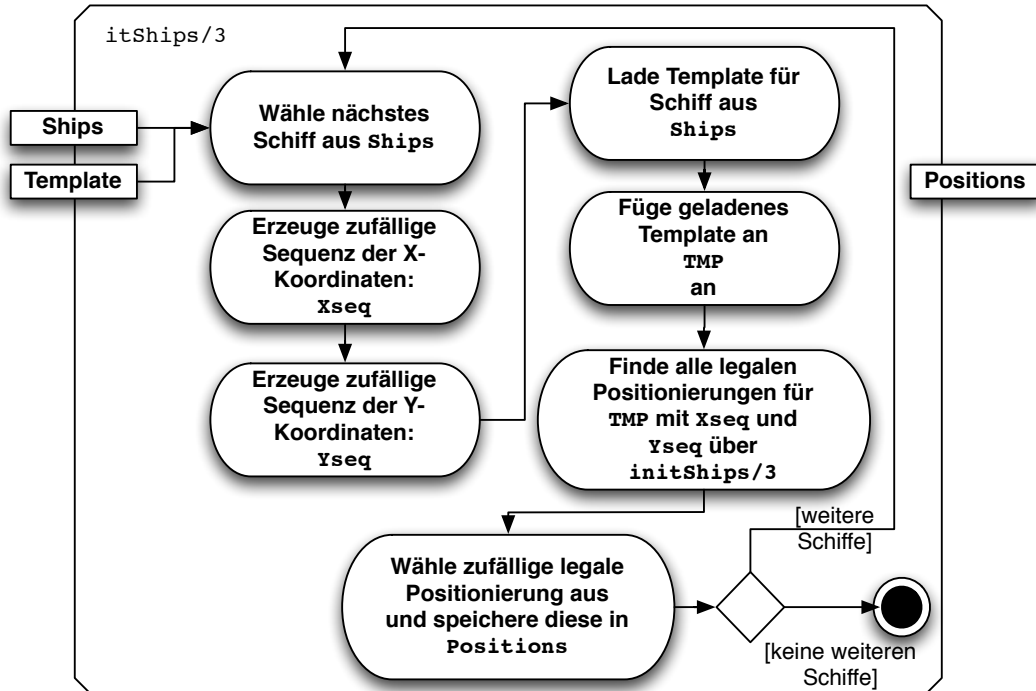 itShips/3
Ships
Template
Wähle nächstes
Schiff aus Ships
Erzeuge zufällige
Sequenz der X-
Koordinaten:
Xseq
Erzeuge zufällige
Sequenz der Y-
Koordinaten:
Yseq
Lade Template für
Schiff aus
Ships
Füge geladenes
Template an
TMP
an
Finde alle legalen
Positionierungen für
TMP mit Xseq und
Yseq über
initShips/3
Wähle zufällige legale
Positionierung aus
und speichere diese in
Positions
[weitere
Schiffe]
[keine weiteren
Schiffe]
Positions